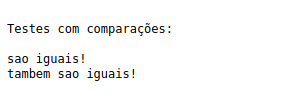 Testes com comparações:
sao iguais!
tambem sao iguais!